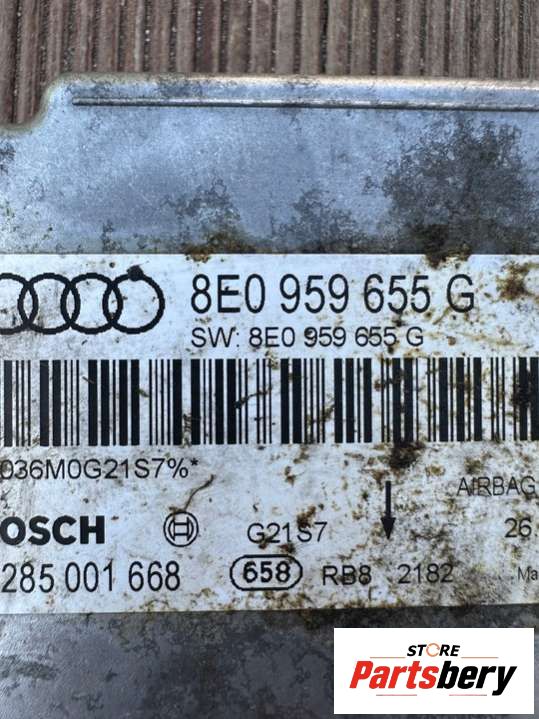 8E0 959 655 G
SW: 8E0 959 655 G
036M0G21S7%*
OSCH
G21S7
AIRBAG
26.
285 001 668
658
RB8
2182
Ma
STORE
Partsbery